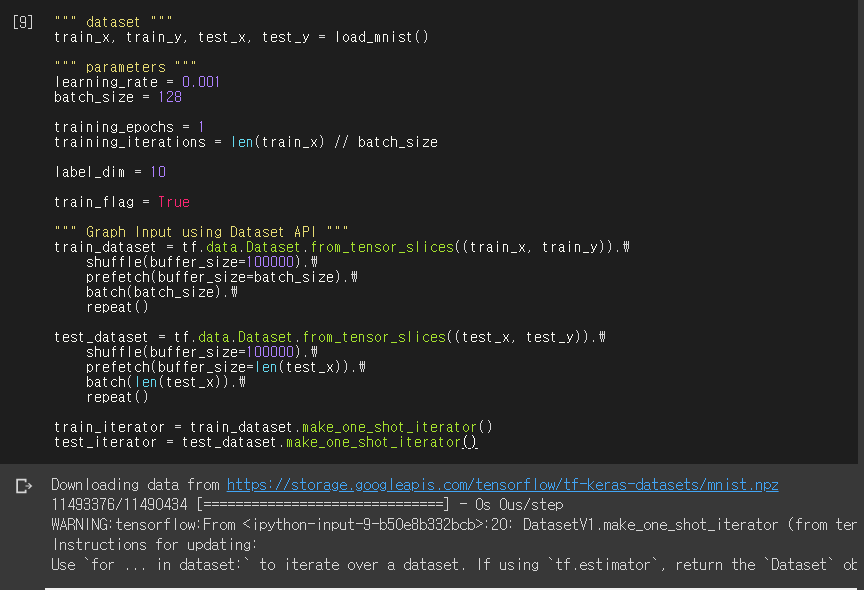 [9] """ dataset """
train_x, train_y, test_x, test_y = load_mnist()
""" parameters """
learning_rate = 0.001
batch_size = 128
training_epochs = 1
training_iterations = len(train_x) // batch_size
label_dim = 10
train_flag = True
""" Graph Input using Dataset API """
train_dataset = tf.data.Dataset.from_tensor_slices((train_x, train_y)).₩
shuffle(buffer_size=100000).₩
prefetch(buffer_size=batch_size).₩
batch(batch_size).₩
repeat()
test_dataset = tf.data.Dataset.from_tensor_slices((test_x, test_y)).₩
shuffle(buffer_size=100000).₩
prefetch(buffer_size=len(test_x)).₩
batch(len(test_x)).₩
repeat()
train_iterator = train_dataset.make_one_shot_iterator()
test_iterator = test_dataset.make_one_shot_iterator()
Downloading data from https://storage.googleapis.com/tensorflow/tf-keras-datasets/mnist.npz
11493376/11490434 [==============================] - 0s 0us/step
WARNING:tensorflow:From <ipython-input-9-b50e8b332bcb>:20: DatasetV1.make_one_shot_iterator (from ter
Instructions for updating:
Use `for ... in dataset:` to iterate over a dataset. If using `tf.estimator`, return the `Dataset` ob